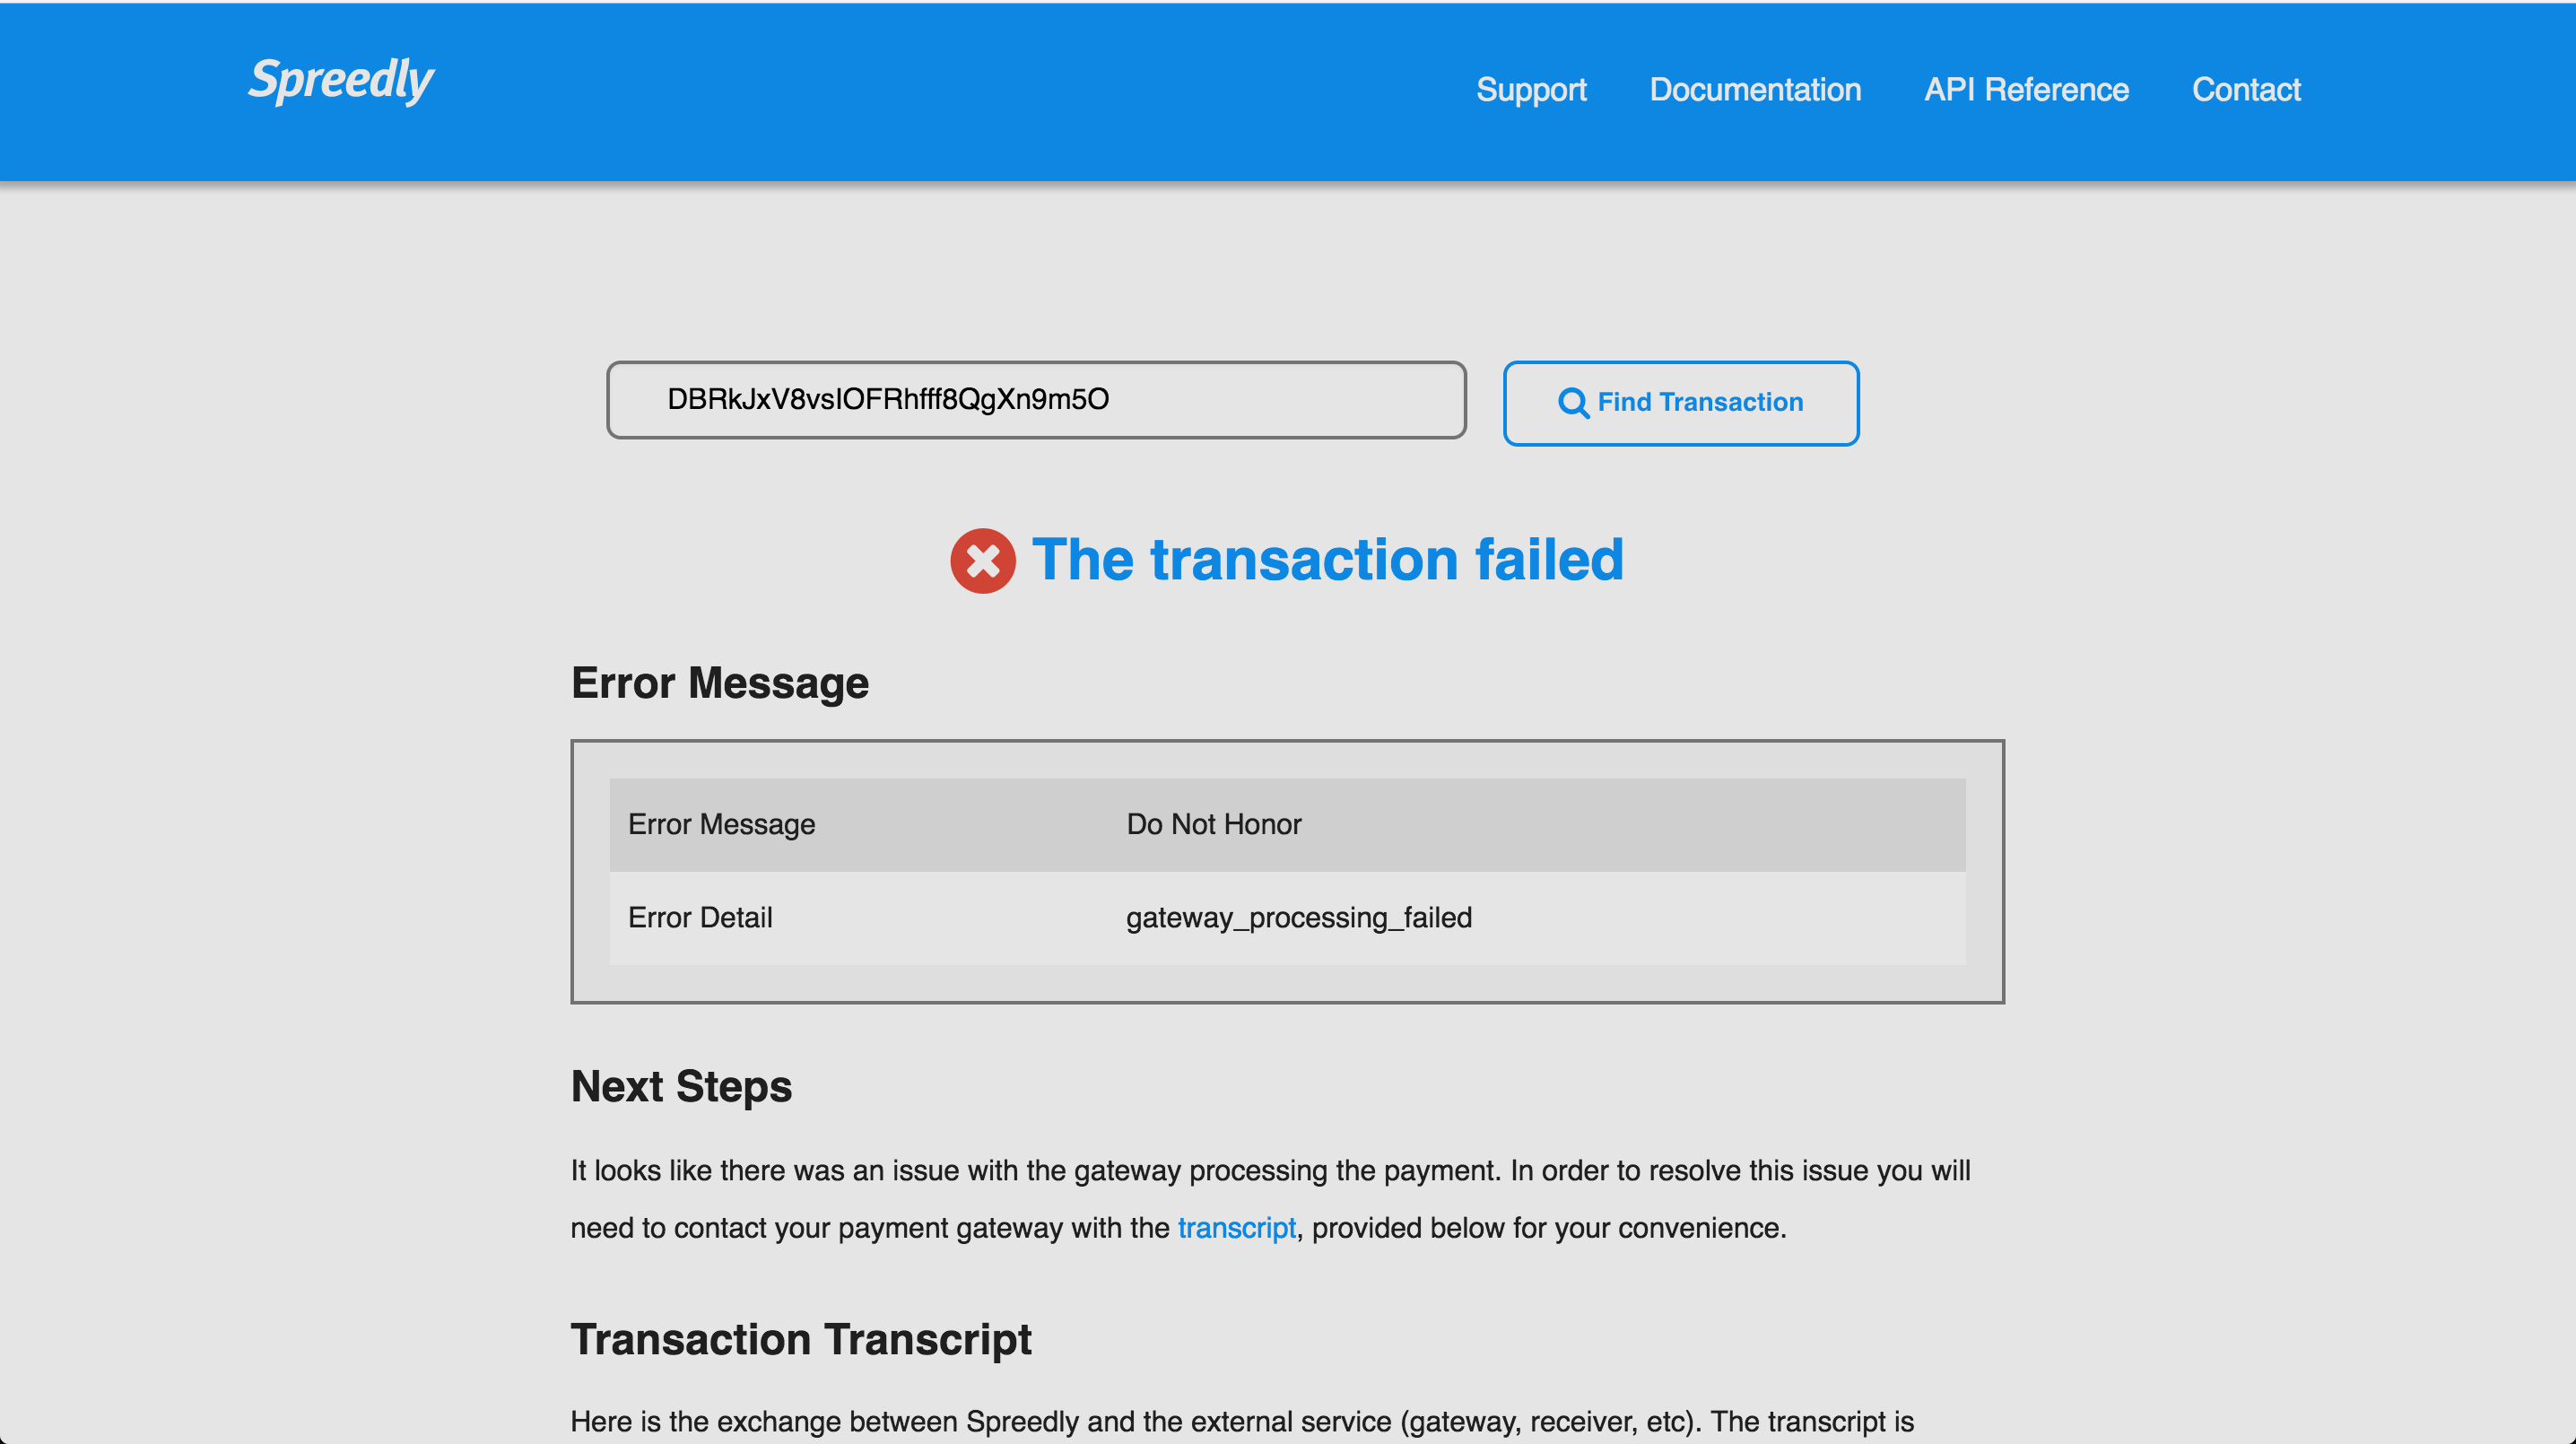 Spreedly
Support Documentation API Reference Contact
DBRkJxV8vsIOFRhfff8QgXn9m5O
Find Transaction
The transaction failed
Error Message
Error Message Do Not Honor
Error Detail gateway_processing_failed
Next Steps
It looks like there was an issue with the gateway processing the payment. In order to resolve this issue you will
need to contact your payment gateway with the transcript, provided below for your convenience.
Transaction Transcript
Here is the exchange between Spreedly and the external service (gateway, receiver, etc). The transcript is